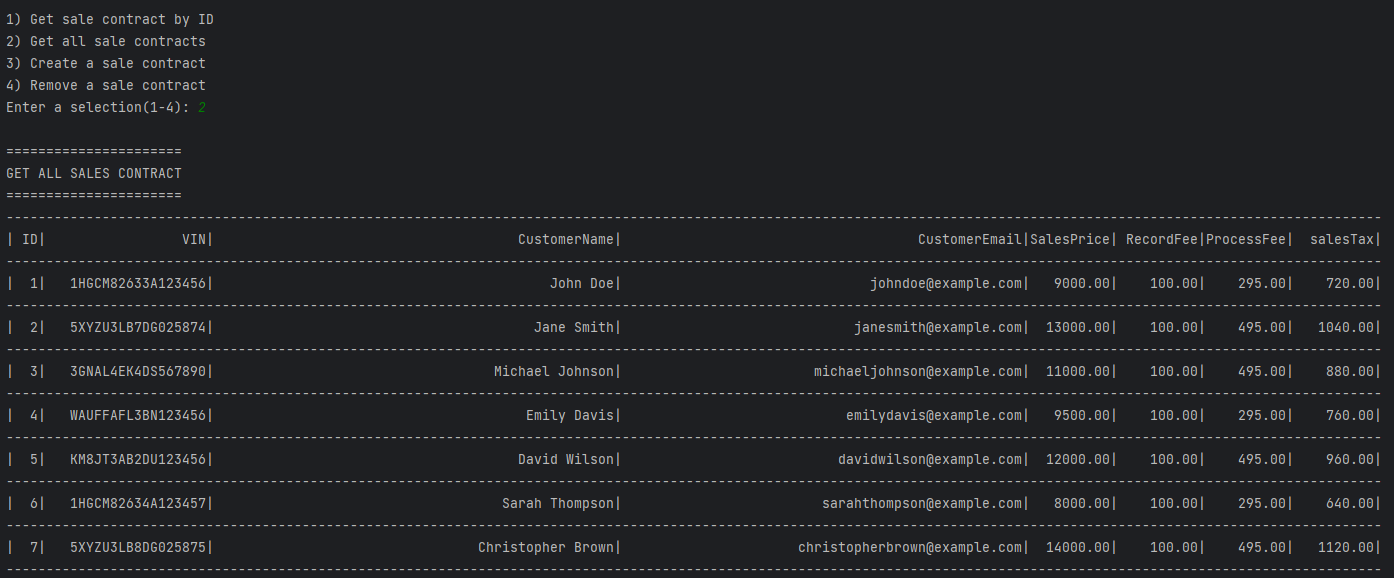 1) Get sale contract by ID
2) Get all sale contracts
3) Create a sale contract
4) Remove a sale contract
Enter a selection(1-4): 2
======================
GET ALL SALES CONTRACT
======================
----------------------------------------------------------------------------------------------------------------------------------------------------------------------------
| ID|                 VIN|                                      CustomerName|                                     CustomerEmail|SalesPrice| RecordFee|ProcessFee|  salesTax|
----------------------------------------------------------------------------------------------------------------------------------------------------------------------------
|  1|   1HGCM82633A123456|                                          John Doe|                               johndoe@example.com|   9000.00|    100.00|    295.00|    720.00|
----------------------------------------------------------------------------------------------------------------------------------------------------------------------------
|  2|   5XYZU3LB7DG025874|                                        Jane Smith|                             janesmith@example.com|  13000.00|    100.00|    495.00|   1040.00|
----------------------------------------------------------------------------------------------------------------------------------------------------------------------------
|  3|   3GNAL4EK4DS567890|                                   Michael Johnson|                        michaeljohnson@example.com|  11000.00|    100.00|    495.00|    880.00|
----------------------------------------------------------------------------------------------------------------------------------------------------------------------------
|  4|   WAUFFAFL3BN123456|                                       Emily Davis|                            emilydavis@example.com|   9500.00|    100.00|    295.00|    760.00|
----------------------------------------------------------------------------------------------------------------------------------------------------------------------------
|  5|   KM8JT3AB2DU123456|                                      David Wilson|                           davidwilson@example.com|  12000.00|    100.00|    495.00|    960.00|
----------------------------------------------------------------------------------------------------------------------------------------------------------------------------
|  6|   1HGCM82634A123457|                                    Sarah Thompson|                         sarahthompson@example.com|   8000.00|    100.00|    295.00|    640.00|
----------------------------------------------------------------------------------------------------------------------------------------------------------------------------
|  7|   5XYZU3LB8DG025875|                                 Christopher Brown|                      christopherbrown@example.com|  14000.00|    100.00|    495.00|   1120.00|
----------------------------------------------------------------------------------------------------------------------------------------------------------------------------